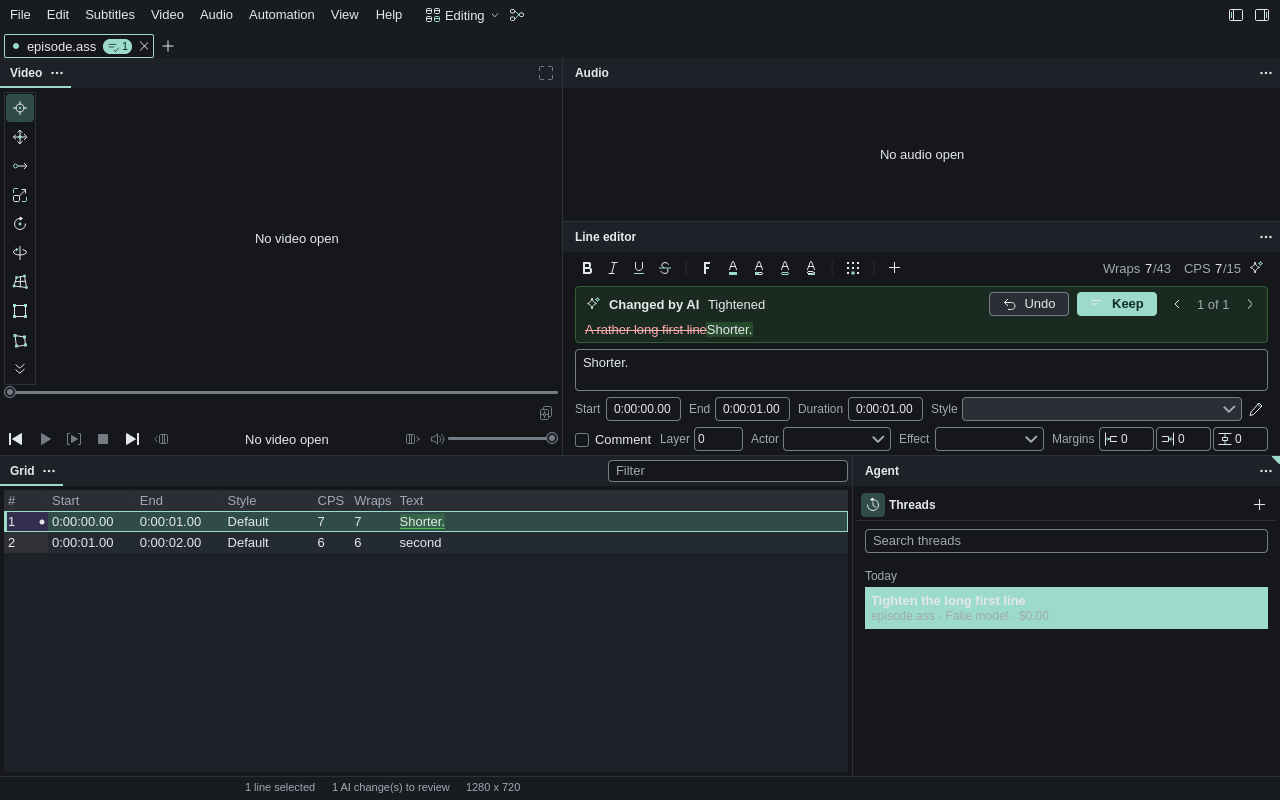 File Edit Subtitles Video Audio Automation View Help Editing
episode.ass 1
Video
Audio
No video open
No audio open
Line editor
Wraps 7/43 CPS 7/15
Changed by AI Tightened Undo Keep 1 of 1
A rather long first lineShorter.
Shorter.
Start 0:00:00.00 End 0:00:01.00 Duration 0:00:01.00 Style
No video open
Comment Layer 0 Actor Effect Margins 0 0 0
Grid
Filter
Agent
# Start End Style CPS Wraps Text
1 0:00:00.00 0:00:01.00 Default 7 7 Shorter.
2 0:00:01.00 0:00:02.00 Default 6 6 second
Threads
Search threads
Today
Tighten the long first line
episode.ass · Fake model · $0.00
1 line selected 1 AI change(s) to review 1280 x 720